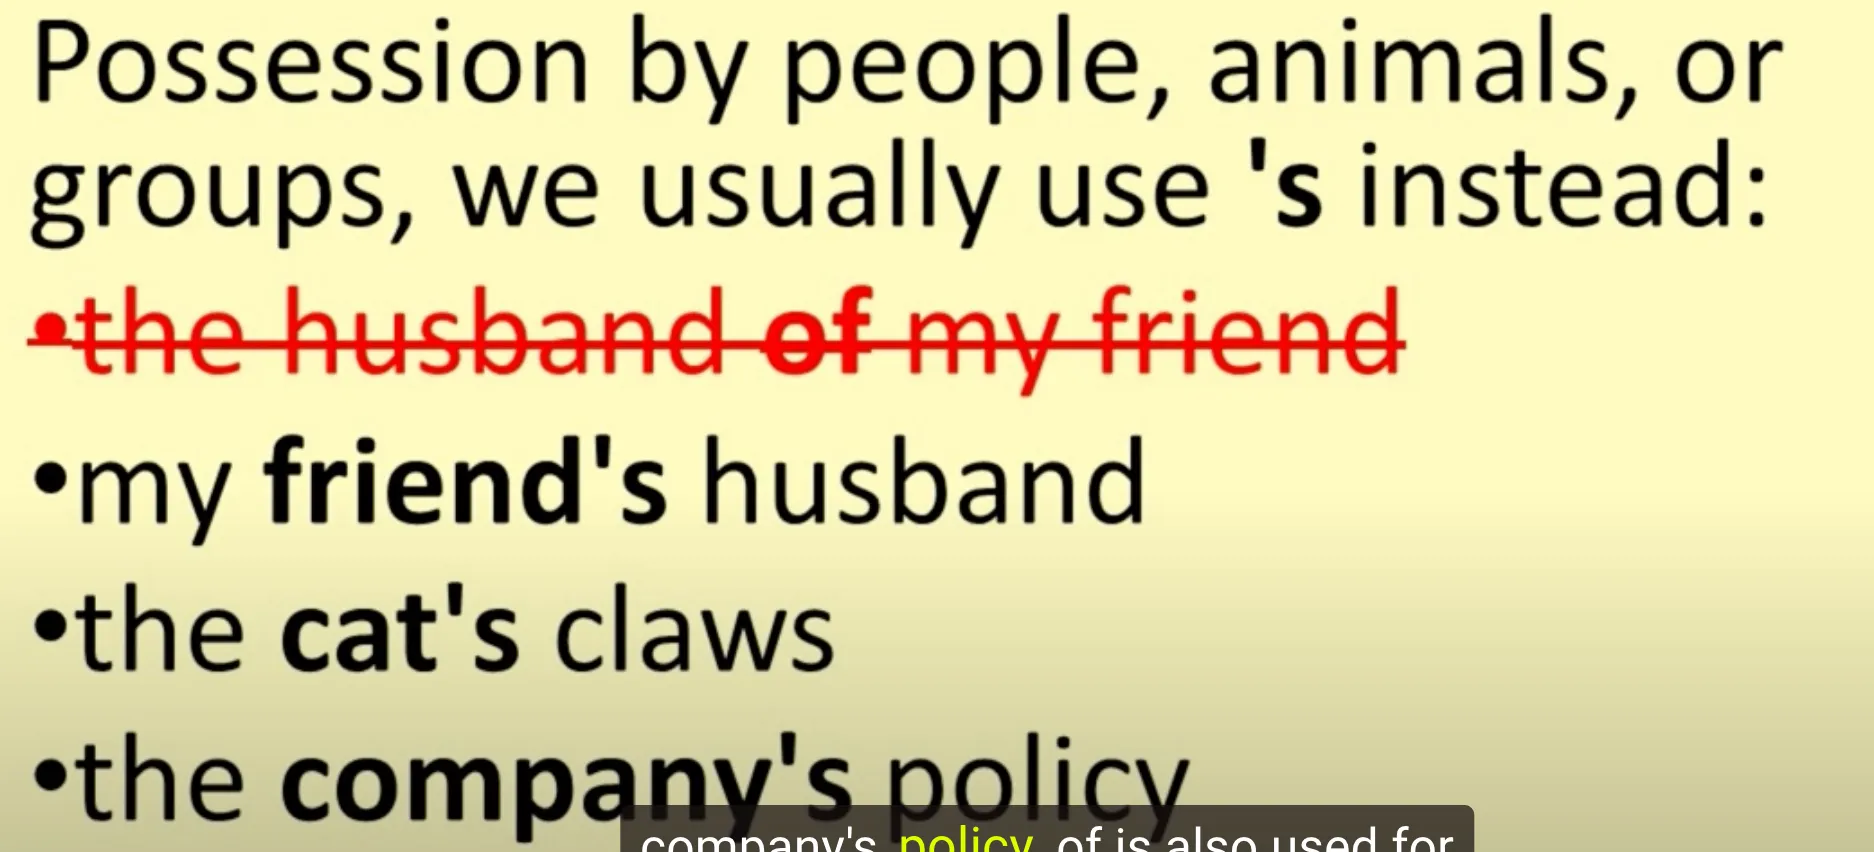 Possession by people, animals, or
groups, we usually use 's instead:
•the husband of my friend
•my friend's husband
•the cat's claws
•the company's policy
company's policy of is also used for